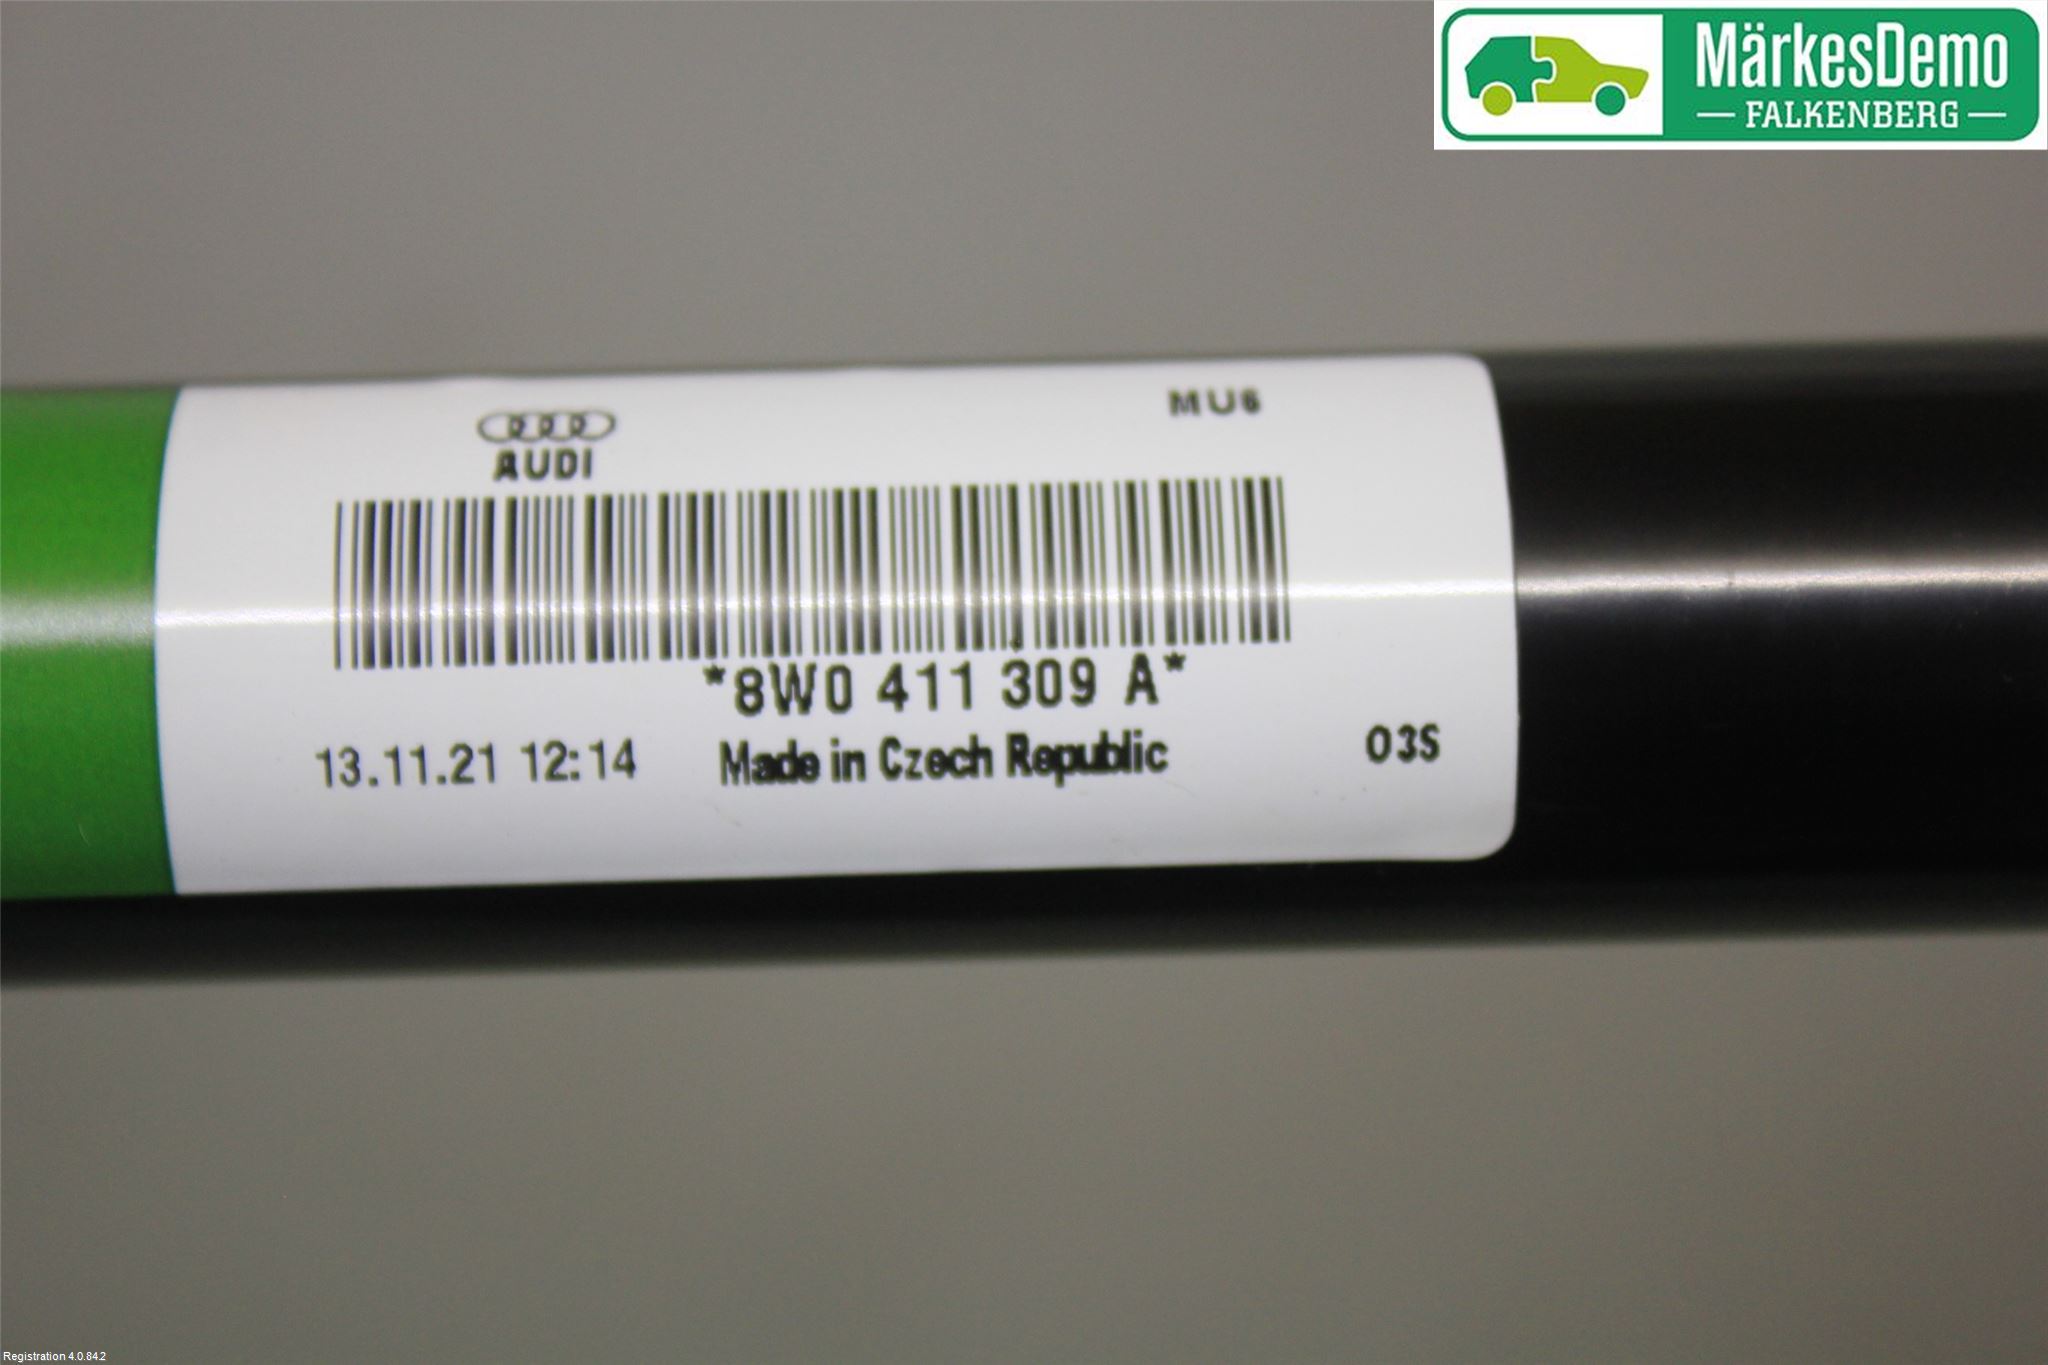 MärkesDemo
FALKENBERG
MU6
AUDI
*8W0 411 309 A*
13.11.21 12:14 Made in Czech Republic 03S
Registration 4.0.84.2